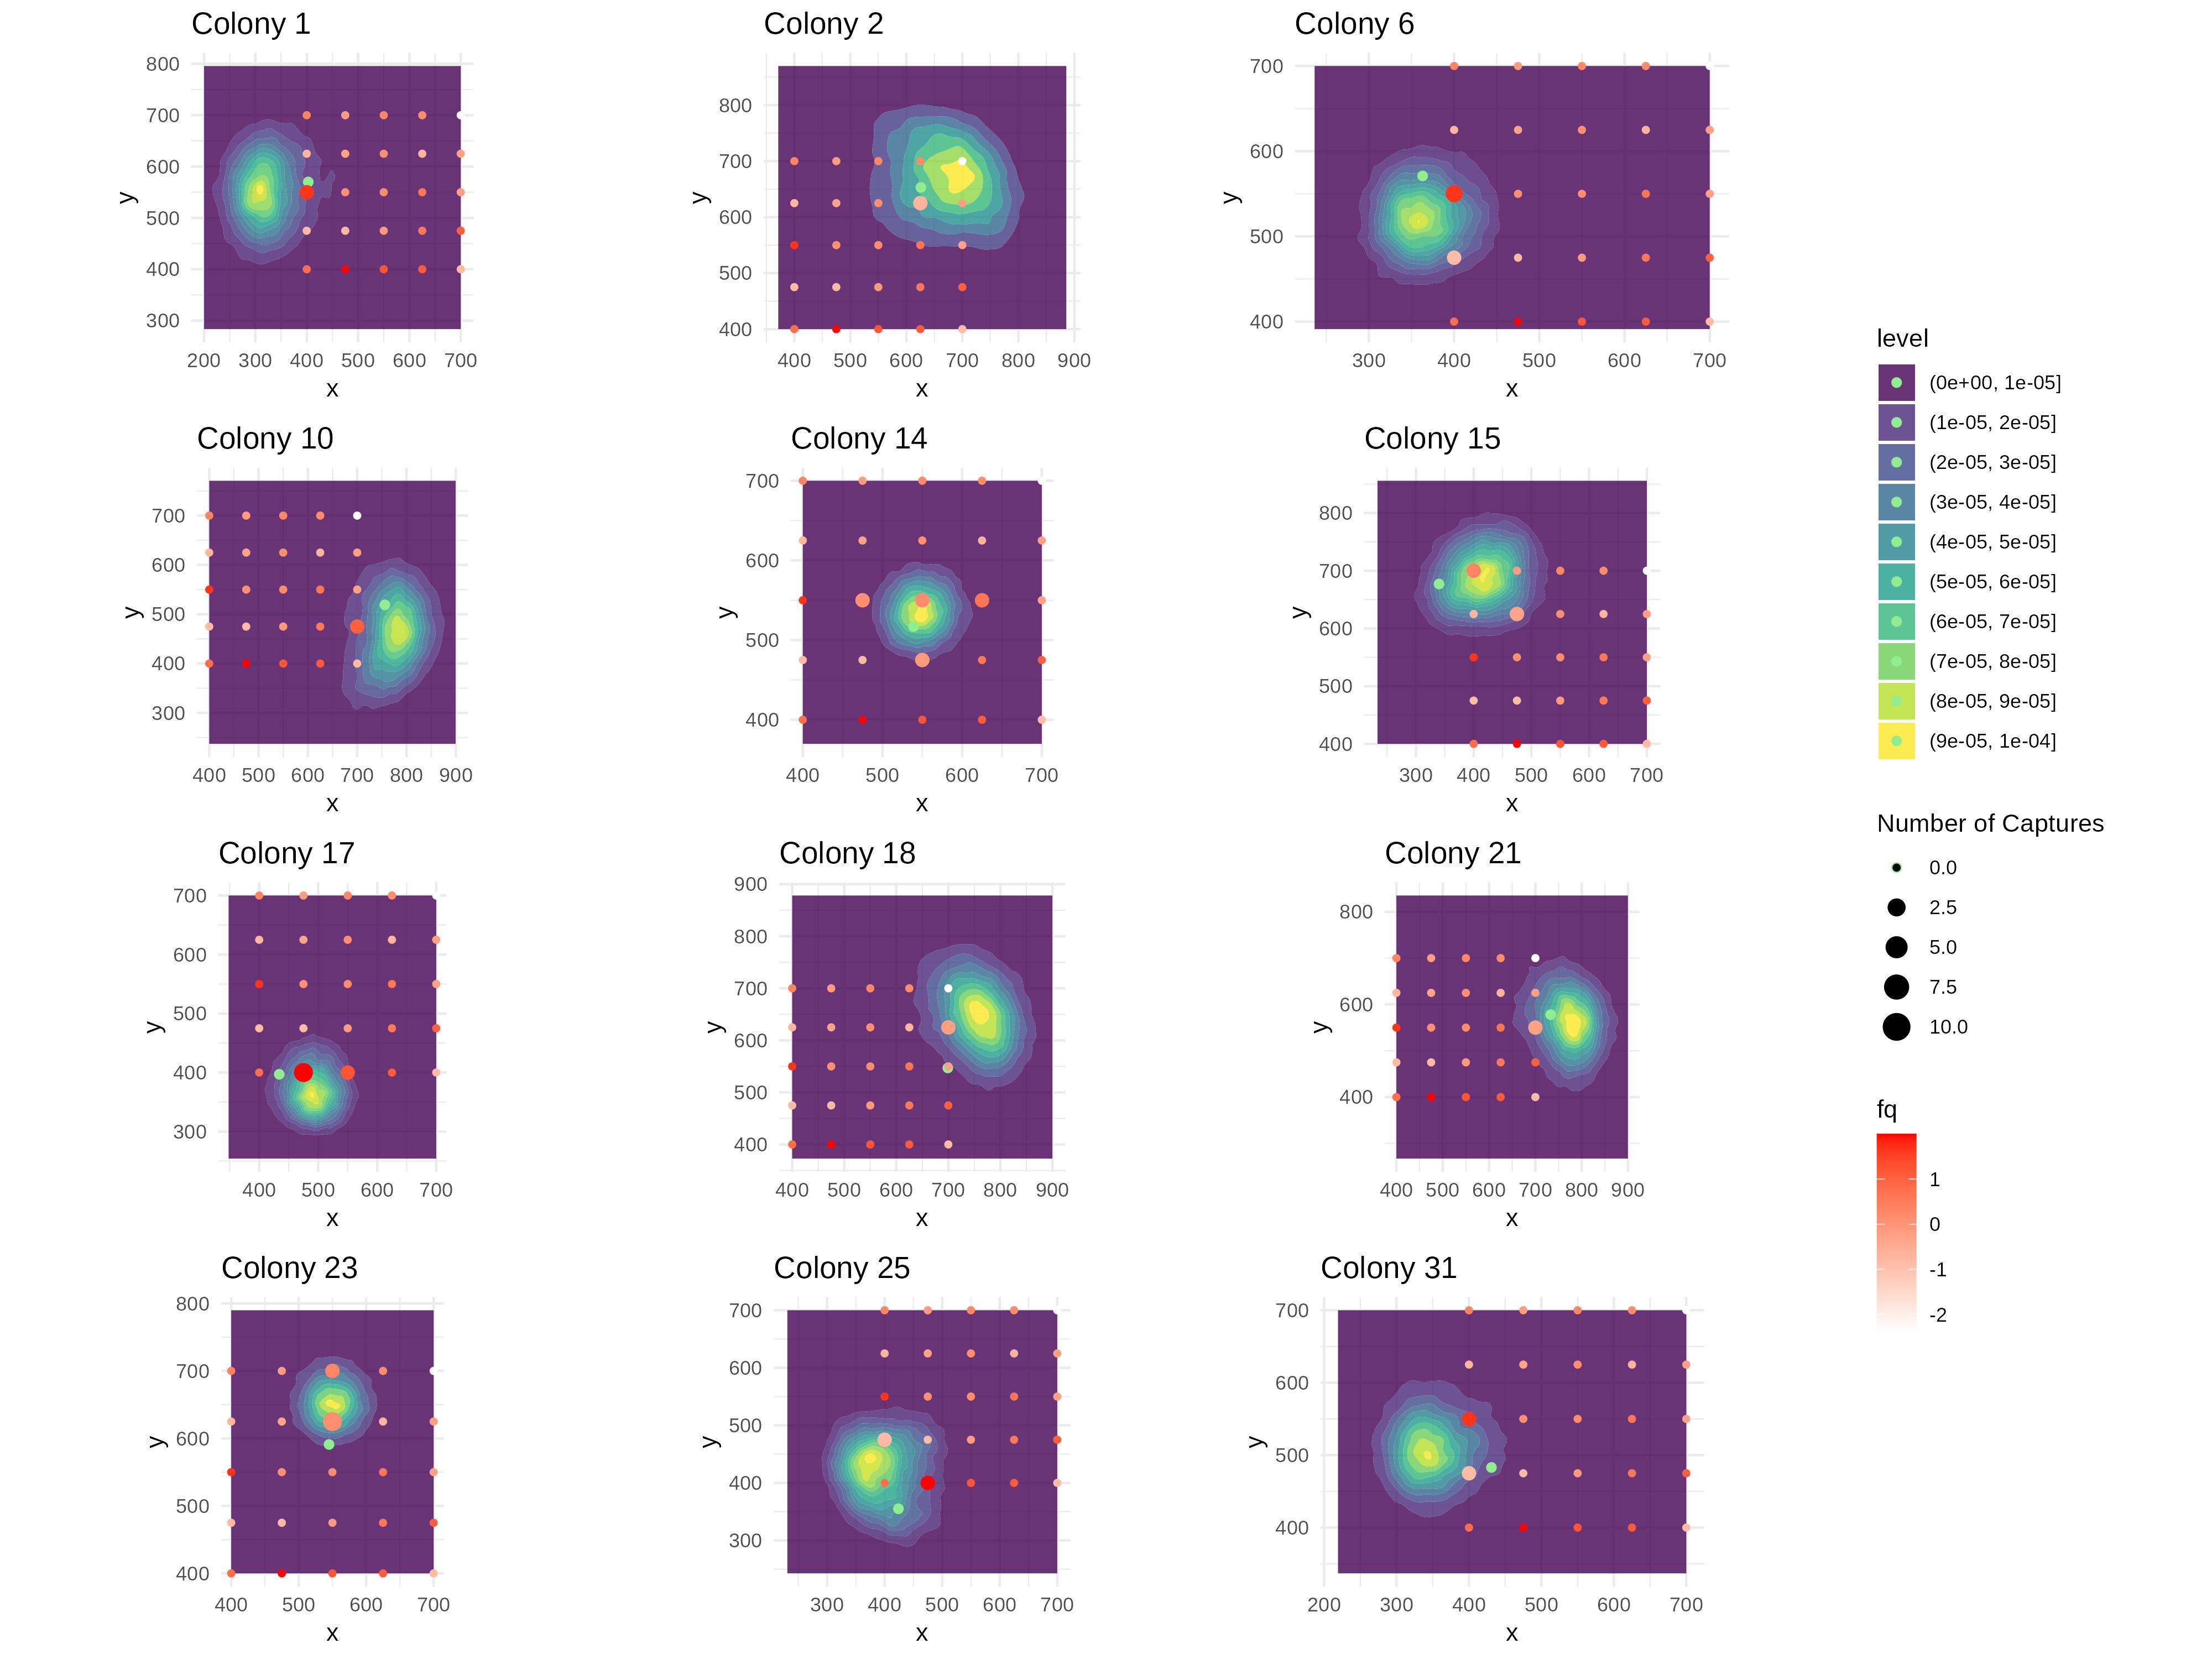 Colony 1
800
700
600
500
400
300
y
200 300 400 500 600 700
x
Colony 2
800
700
600
500
400
y
400 500 600 700 800 900
x
Colony 6
700
600
500
400
y
300 400 500 600 700
x
Colony 10
700
600
500
400
300
y
400 500 600 700 800 900
x
Colony 14
700
600
500
400
y
400 500 600 700
x
Colony 15
800
700
600
500
400
y
300 400 500 600 700
x
Colony 17
700
600
500
400
300
y
400 500 600 700
x
Colony 18
900
800
700
600
500
400
y
400 500 600 700 800 900
x
Colony 21
800
600
400
y
400 500 600 700 800 900
x
Colony 23
800
700
600
500
400
y
400 500 600 700
x
Colony 25
700
600
500
400
300
y
300 400 500 600 700
x
Colony 31
700
600
500
400
y
200 300 400 500 600 700
x
level
(0e+00, 1e-05]
(1e-05, 2e-05]
(2e-05, 3e-05]
(3e-05, 4e-05]
(4e-05, 5e-05]
(5e-05, 6e-05]
(6e-05, 7e-05]
(7e-05, 8e-05]
(8e-05, 9e-05]
(9e-05, 1e-04]
Number of Captures
0.0
2.5
5.0
7.5
10.0
fq
1
0
-1
-2